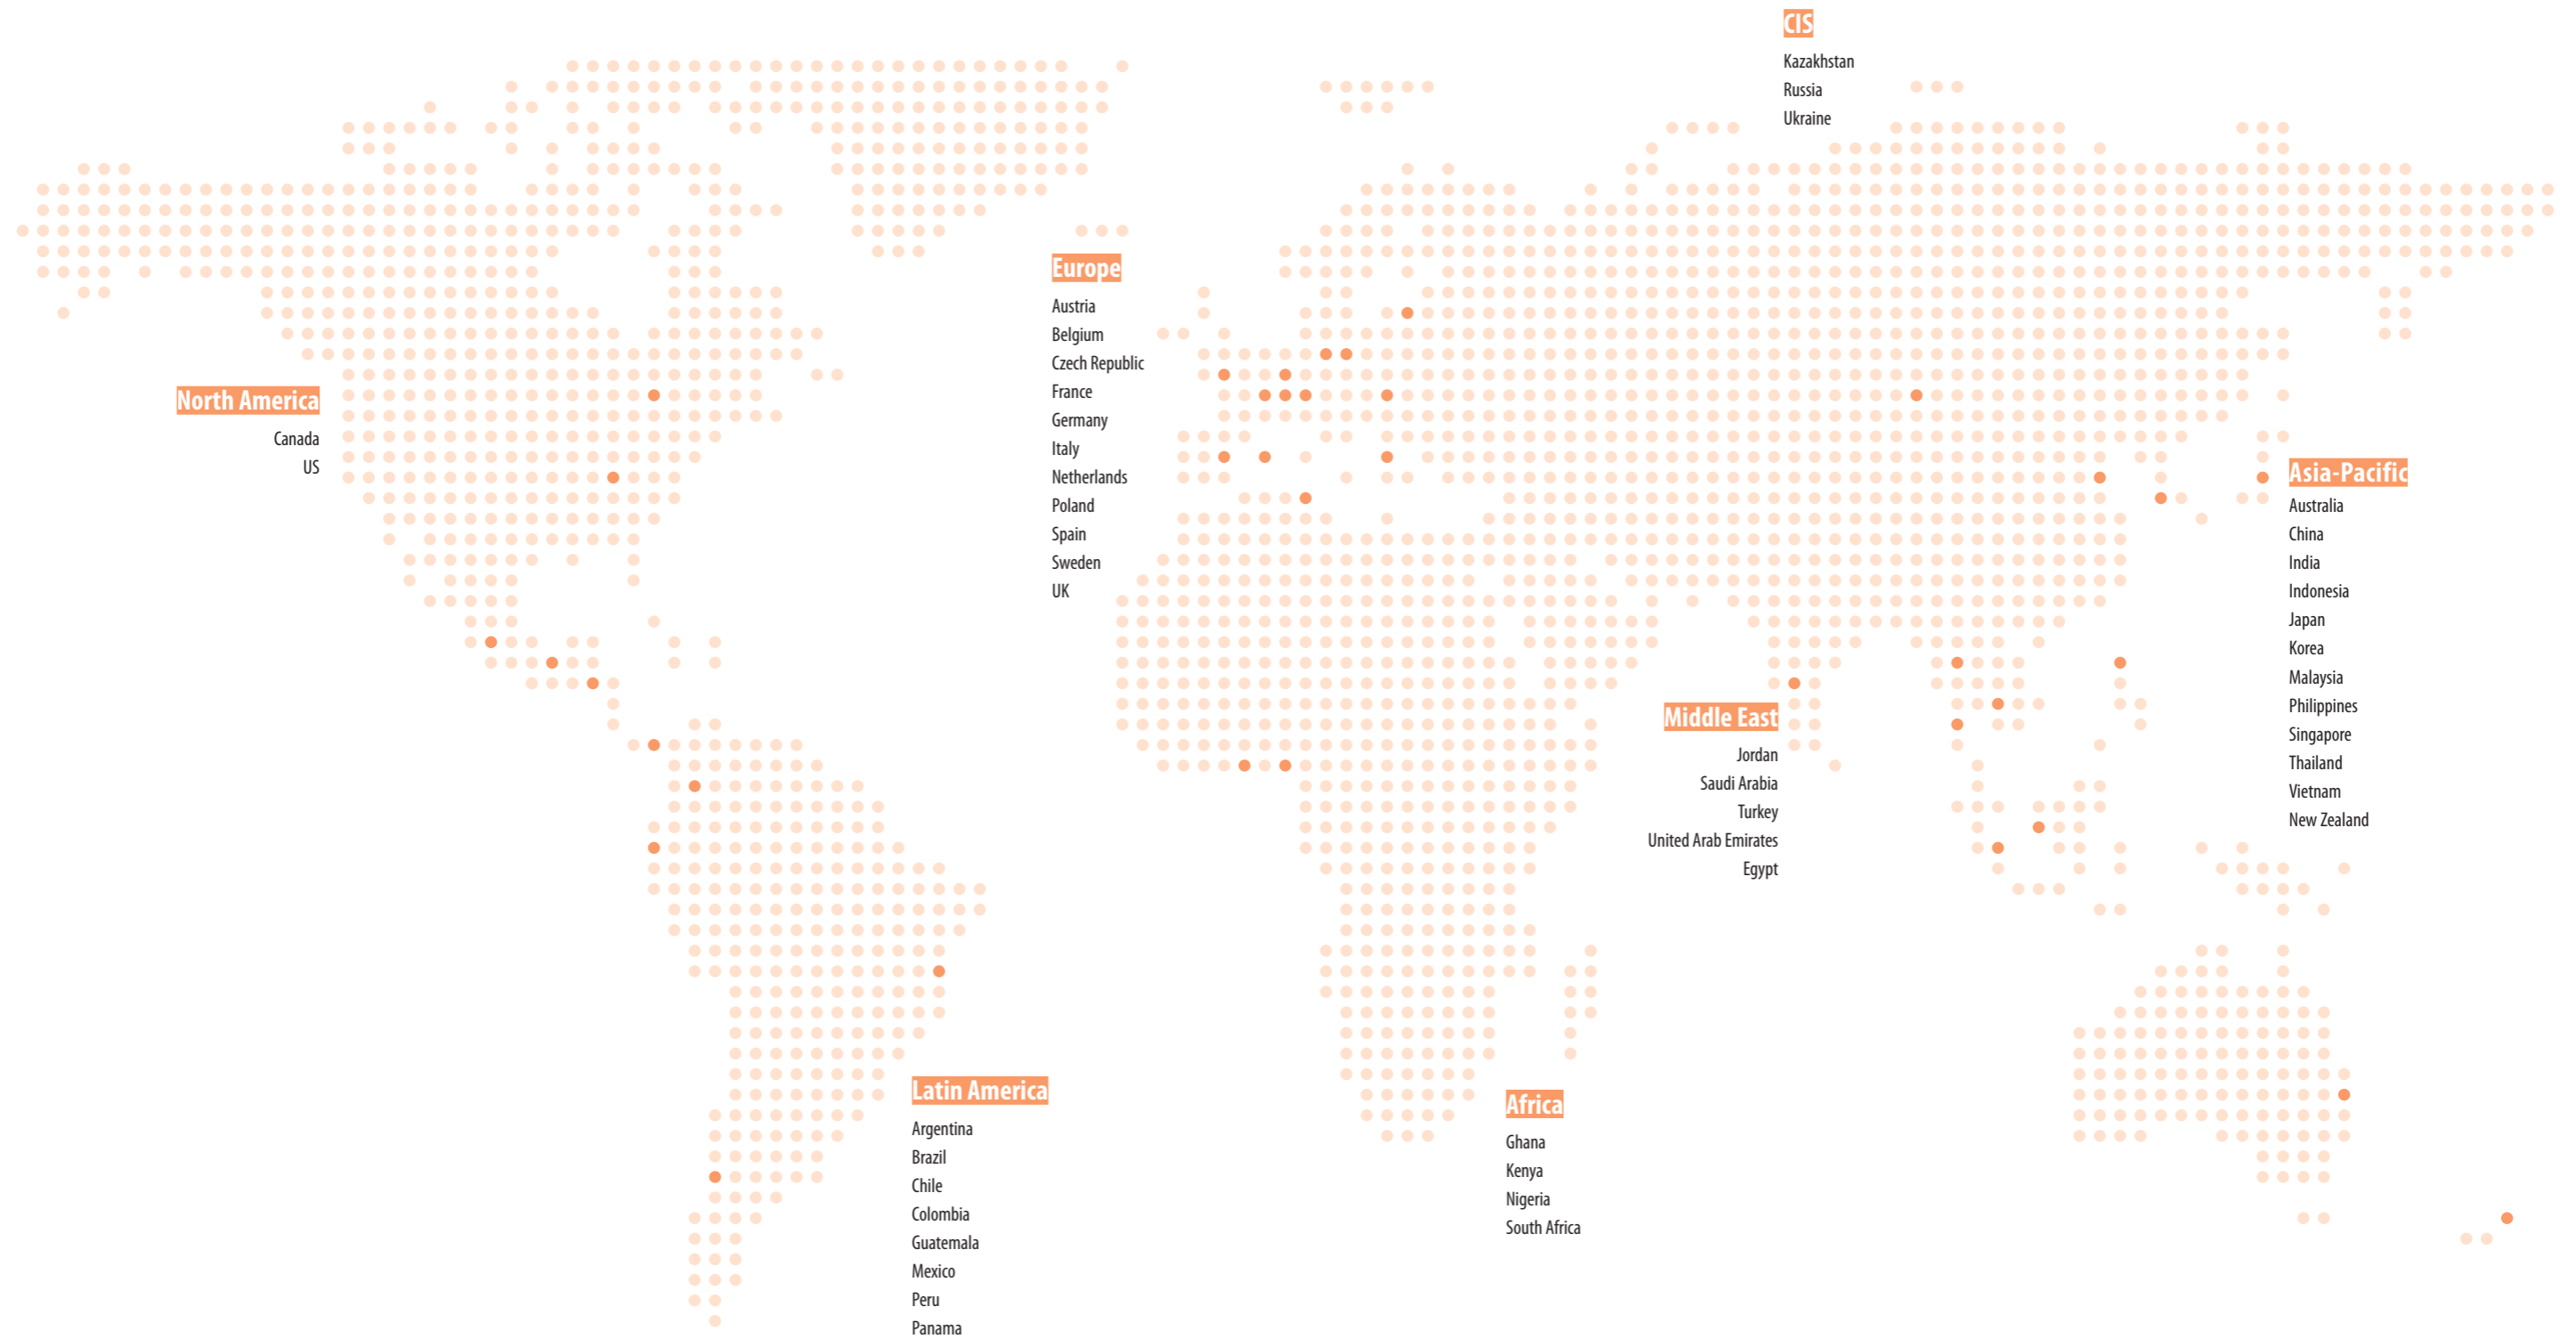 CIS
Kazakhstan
Russia
Ukraine
Europe
Austria
Belgium
Czech Republic
France
Germany
Italy
Netherlands
Poland
Spain
Sweden
UK
North America
Canada
US
Asia-Pacific
Australia
China
India
Indonesia
Japan
Korea
Malaysia
Philippines
Singapore
Thailand
Vietnam
New Zealand
Middle East
Jordan
Saudi Arabia
Turkey
United Arab Emirates
Egypt
Latin America
Argentina
Brazil
Chile
Colombia
Guatemala
Mexico
Peru
Panama
Africa
Ghana
Kenya
Nigeria
South Africa